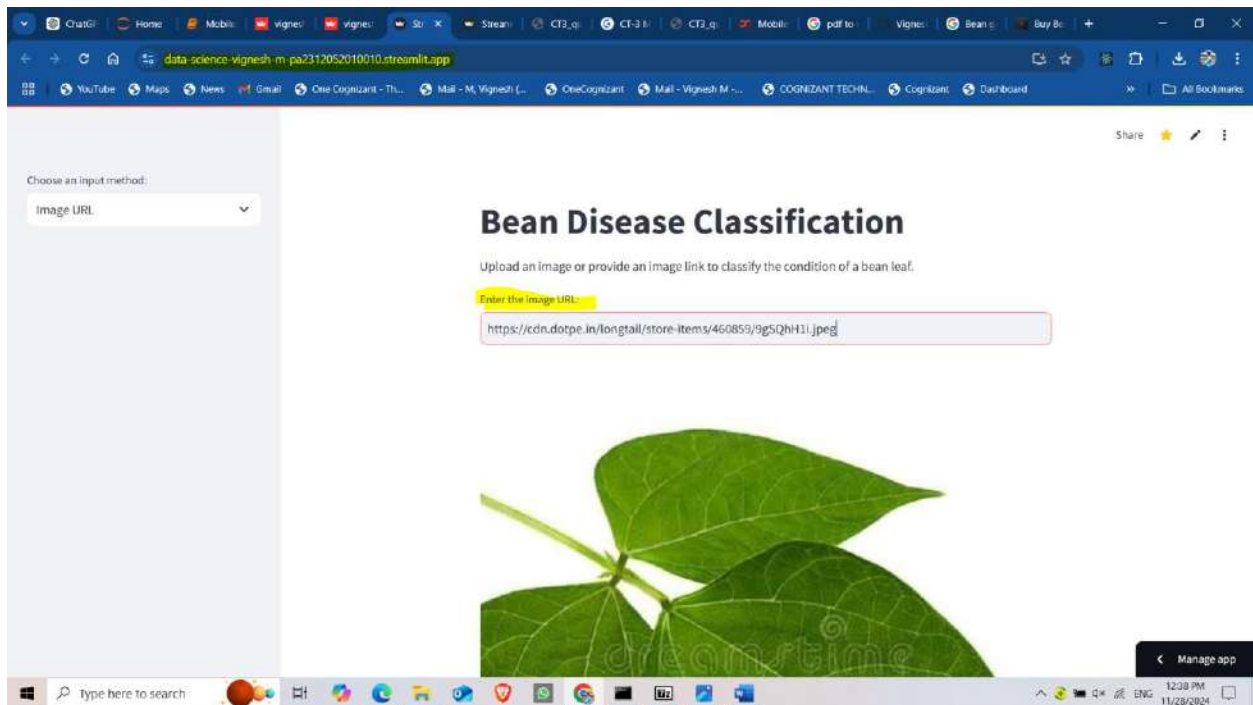 ChatGP
Home
Mobile
vignes
vignes
Str
Stream
CT3_q
CT-3 M
CT3_q
Mobile
pdf to
Vignes
Bean
Buy Be
data-science-vignesh-m-pa2312052010010.streamlit.app
YouTube
Maps
News
Gmail
One Cognizant - Th...
Mail - M, Vignesh (...
OneCognizant
Mail - Vignesh M -...
COGNIZANT TECHN...
Cognizant
Dashboard
All Bookmarks
Share
Choose an input method:
Image URL
Bean Disease Classification
Upload an image or provide an image link to classify the condition of a bean leaf.
Enter the image URL:
https://cdn.dotpe.in/longtail/store-items/460859/9gSQhH1i.jpeg
dreamstime
Manage app
Type here to search
ENG
12:38 PM
11/28/2024